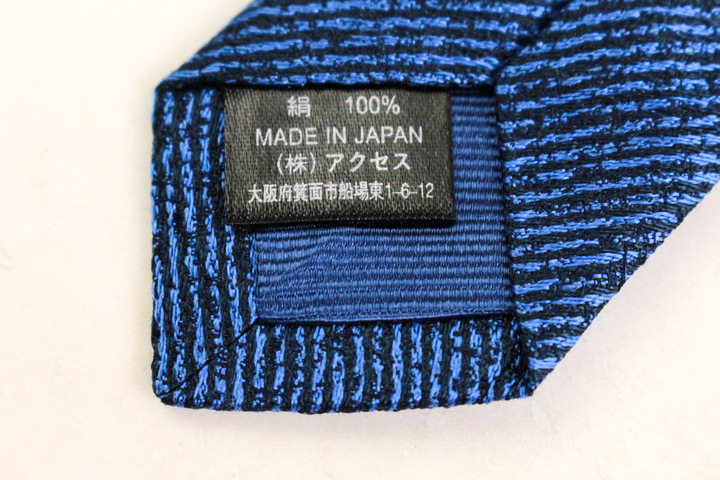 絹 100%
MADE IN JAPAN
（株）アクセス
大阪府箕面市船場東1-6-12